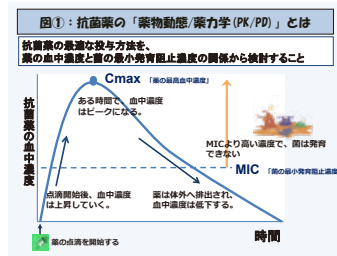 図①：抗菌薬の「薬物動態/薬力学(PK/PD)」とは
抗菌薬の最適な投与方法を、
薬の血中濃度と菌の最小発育阻止濃度の関係から検討すること
Cmax 「薬の最高血中濃度」
ある時間で、血中濃度
はピークになる。
抗菌薬の血中濃度
MICより高い濃度で、菌は発育
できない
MIC 「菌の最小発育阻止濃度」
点滴開始後、血中濃度
は上昇していく。
薬は体外へ排出され、
血中濃度は低下する。
時間
薬の点滴を開始する